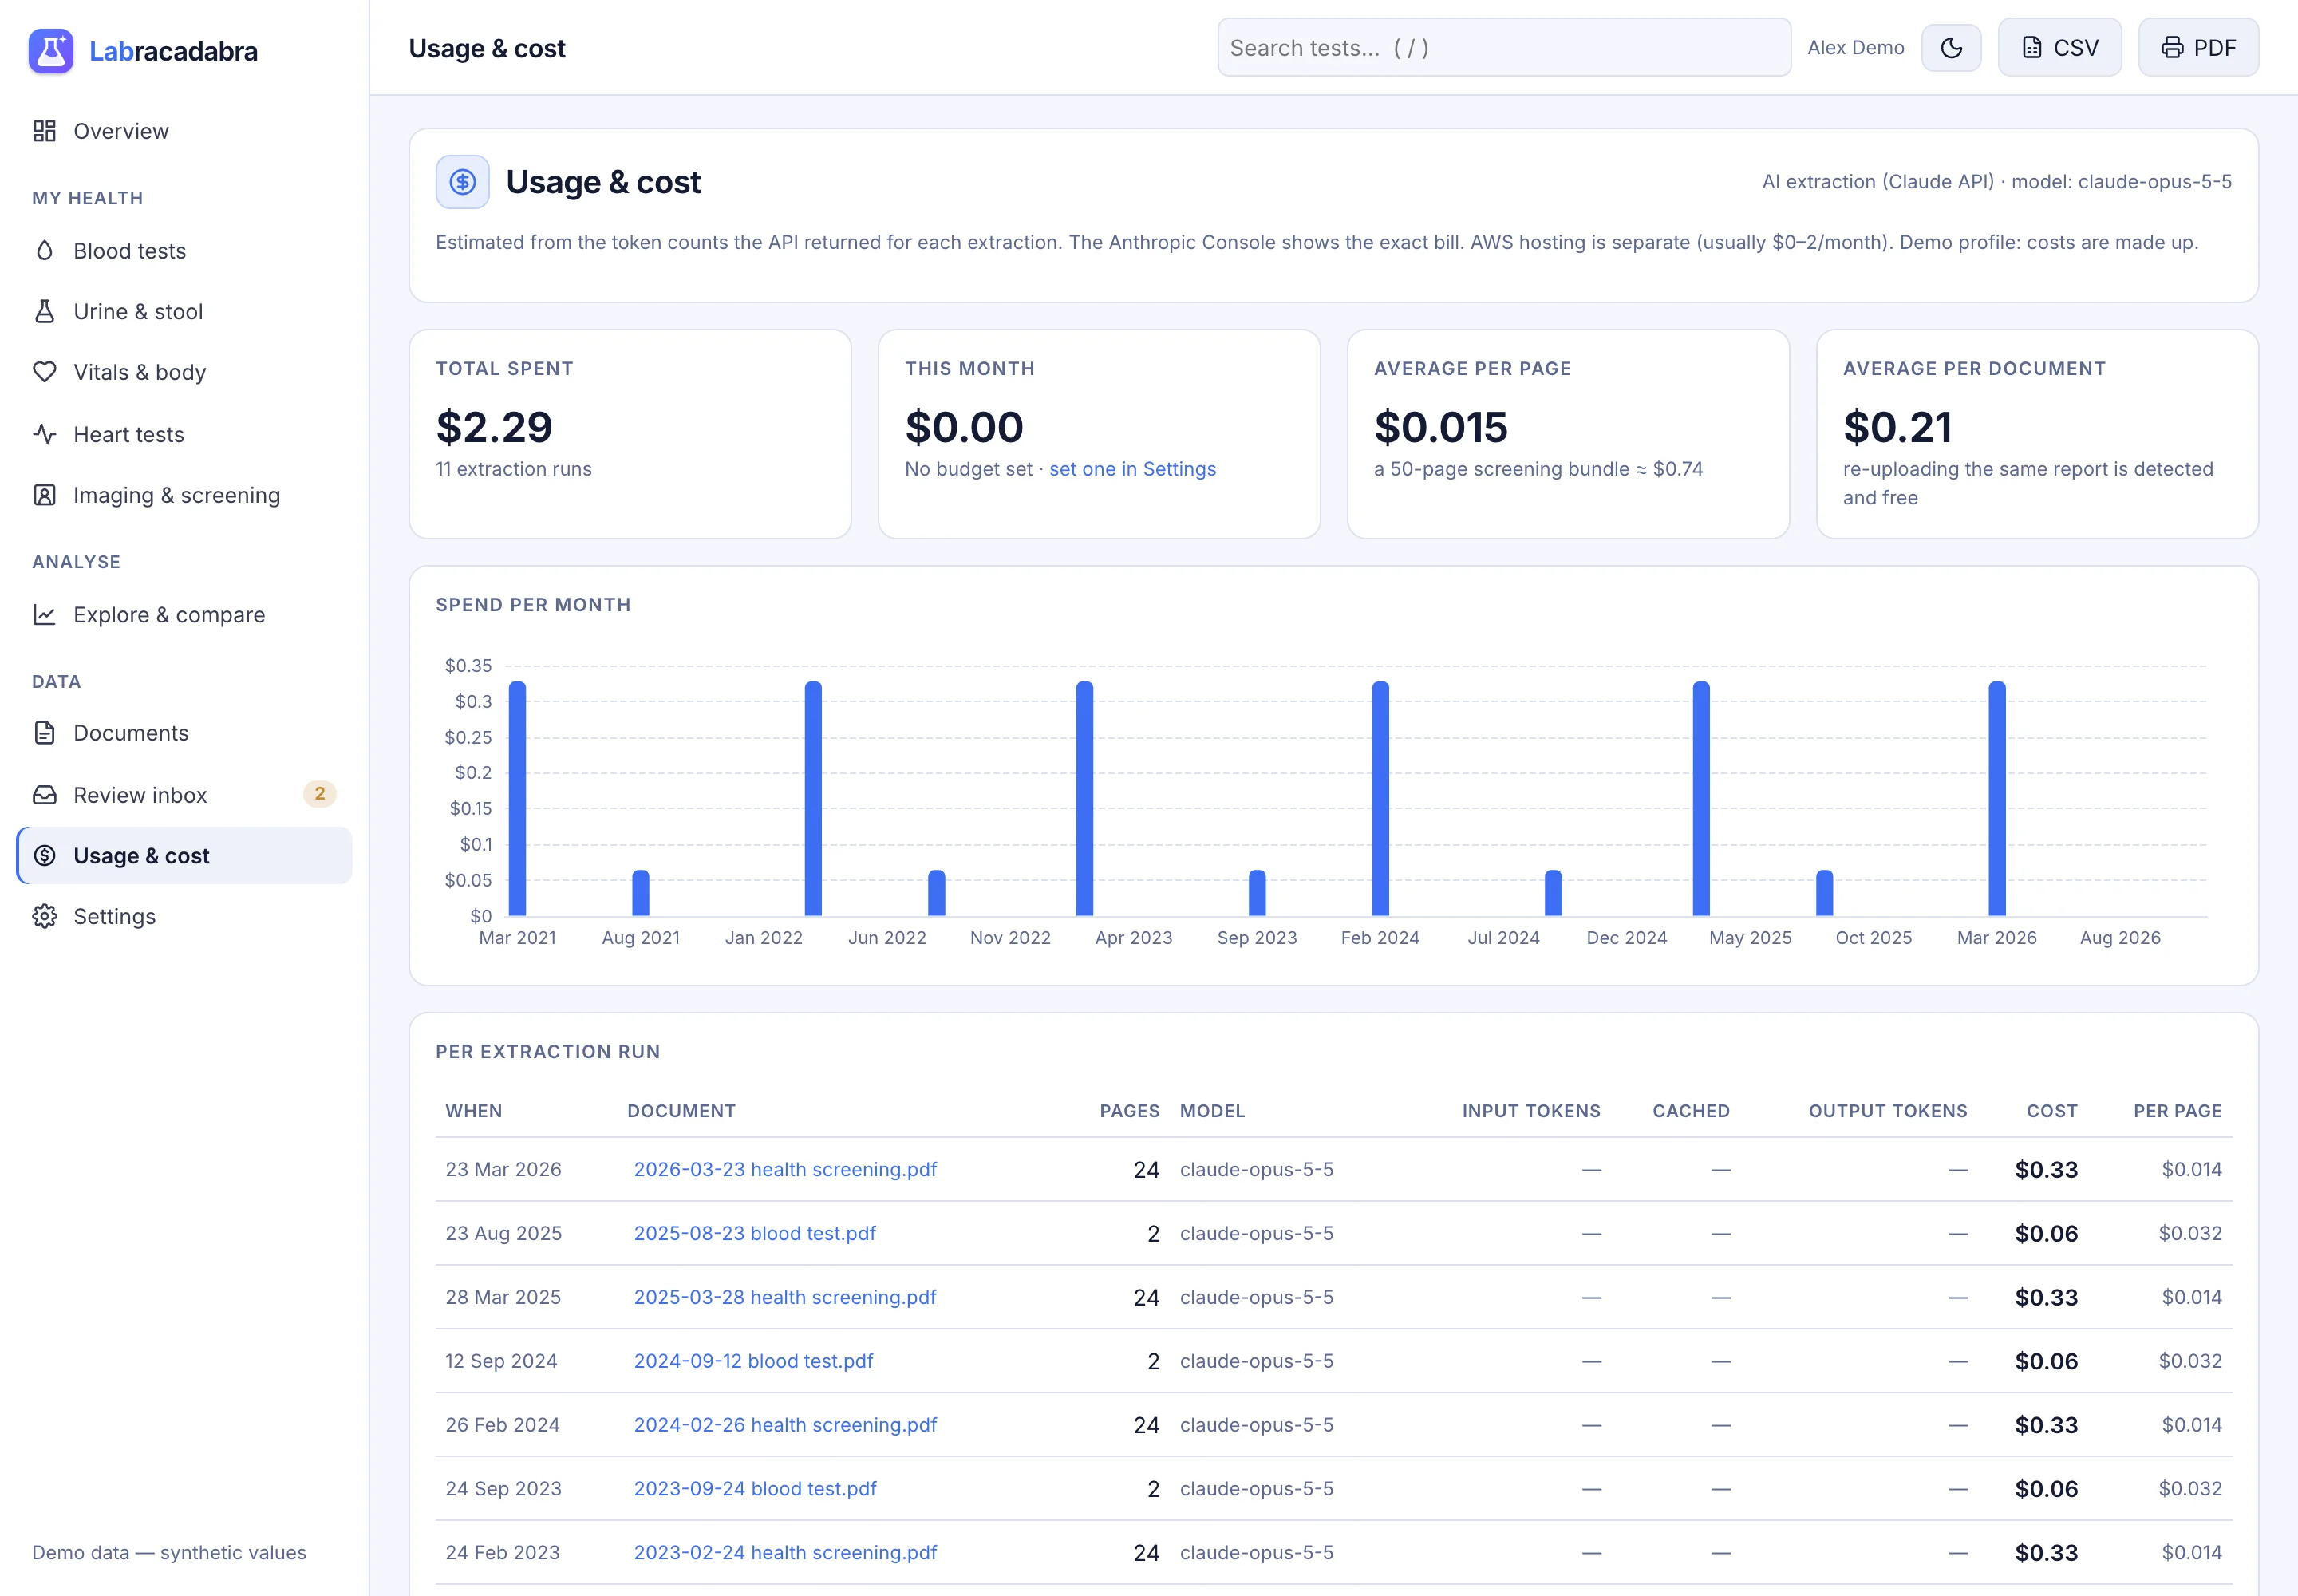 Labracadabra
Overview
MY HEALTH
Blood tests
Urine & stool
Vitals & body
Heart tests
Imaging & screening
ANALYSE
Explore & compare
DATA
Documents
Review inbox 2
Usage & cost
Settings
Demo data — synthetic values
Usage & cost
Search tests... ( / )
Alex Demo
CSV
PDF
Usage & cost
AI extraction (Claude API) · model: claude-opus-5-5
Estimated from the token counts the API returned for each extraction. The Anthropic Console shows the exact bill. AWS hosting is separate (usually $0–2/month). Demo profile: costs are made up.
TOTAL SPENT
$2.29
11 extraction runs
THIS MONTH
$0.00
No budget set · set one in Settings
AVERAGE PER PAGE
$0.015
a 50-page screening bundle ≈ $0.74
AVERAGE PER DOCUMENT
$0.21
re-uploading the same report is detected
and free
SPEND PER MONTH
$0.35
$0.3
$0.25
$0.2
$0.15
$0.1
$0.05
$0
Mar 2021 Aug 2021 Jan 2022 Jun 2022 Nov 2022 Apr 2023 Sep 2023 Feb 2024 Jul 2024 Dec 2024 May 2025 Oct 2025 Mar 2026 Aug 2026
PER EXTRACTION RUN
WHEN DOCUMENT PAGES MODEL INPUT TOKENS CACHED OUTPUT TOKENS COST PER PAGE
23 Mar 2026 2026-03-23 health screening.pdf 24 claude-opus-5-5 — — — $0.33 $0.014
23 Aug 2025 2025-08-23 blood test.pdf 2 claude-opus-5-5 — — — $0.06 $0.032
28 Mar 2025 2025-03-28 health screening.pdf 24 claude-opus-5-5 — — — $0.33 $0.014
12 Sep 2024 2024-09-12 blood test.pdf 2 claude-opus-5-5 — — — $0.06 $0.032
26 Feb 2024 2024-02-26 health screening.pdf 24 claude-opus-5-5 — — — $0.33 $0.014
24 Sep 2023 2023-09-24 blood test.pdf 2 claude-opus-5-5 — — — $0.06 $0.032
24 Feb 2023 2023-02-24 health screening.pdf 24 claude-opus-5-5 — — — $0.33 $0.014